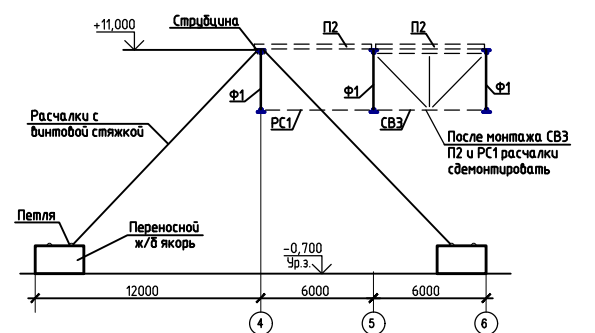 Струбцина
П2
П2
+11,000
Ф1
Ф1
Ф1
РС1
СВ3
Расчалки с
винтовой стяжкой
После монтажа СВ3
П2 и РС1 расчалки
сдемонтировать
Петля
Переносной
ж/б якорь
-0,700
Ур.з.
12000
6000
6000
4
5
6